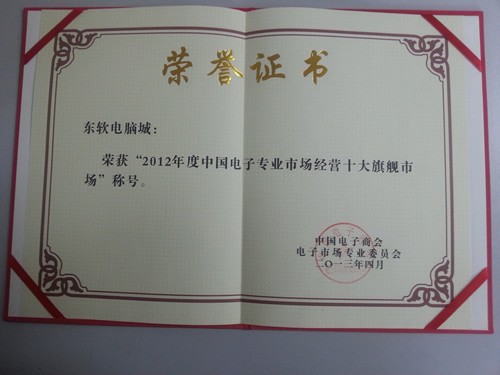 荣誉证书
东软电脑城：
荣获“2012年度中国电子专业市场经营十大旗舰市
场”称号。
中国电子商会
电子市场专业委员会
二〇一三年四月